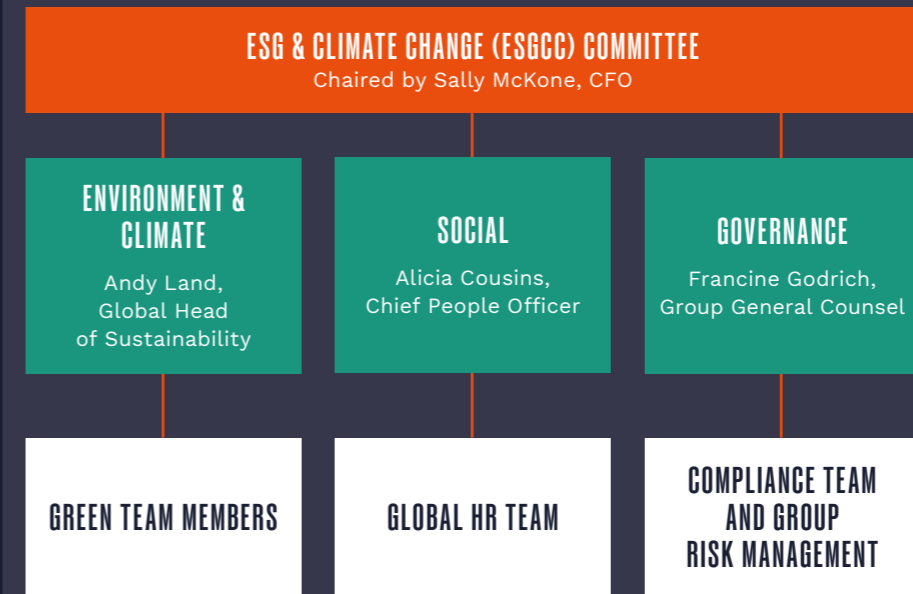 ESG & CLIMATE CHANGE (ESGCC) COMMITTEE
Chaired by Sally McKone, CFO
ENVIRONMENT &
CLIMATE
Andy Land,
Global Head
of Sustainability
SOCIAL
Alicia Cousins,
Chief People Officer
GOVERNANCE
Francine Godrich,
Group General Counsel
GREEN TEAM MEMBERS
GLOBAL HR TEAM
COMPLIANCE TEAM
AND GROUP
RISK MANAGEMENT